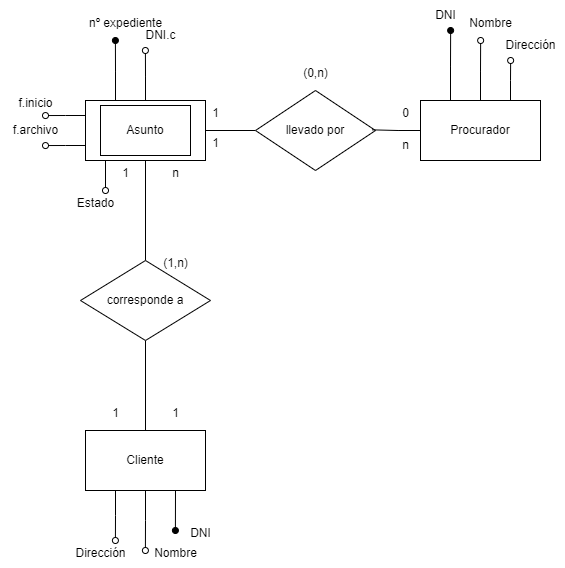 nº expediente
DNI.c
DNI
Nombre
Dirección
f.inicio
f.archivo
Asunto
1
1
(0,n)
llevado por
0
n
Procurador
1
n
Estado
(1,n)
corresponde a
1
1
Cliente
DNI
Dirección
Nombre